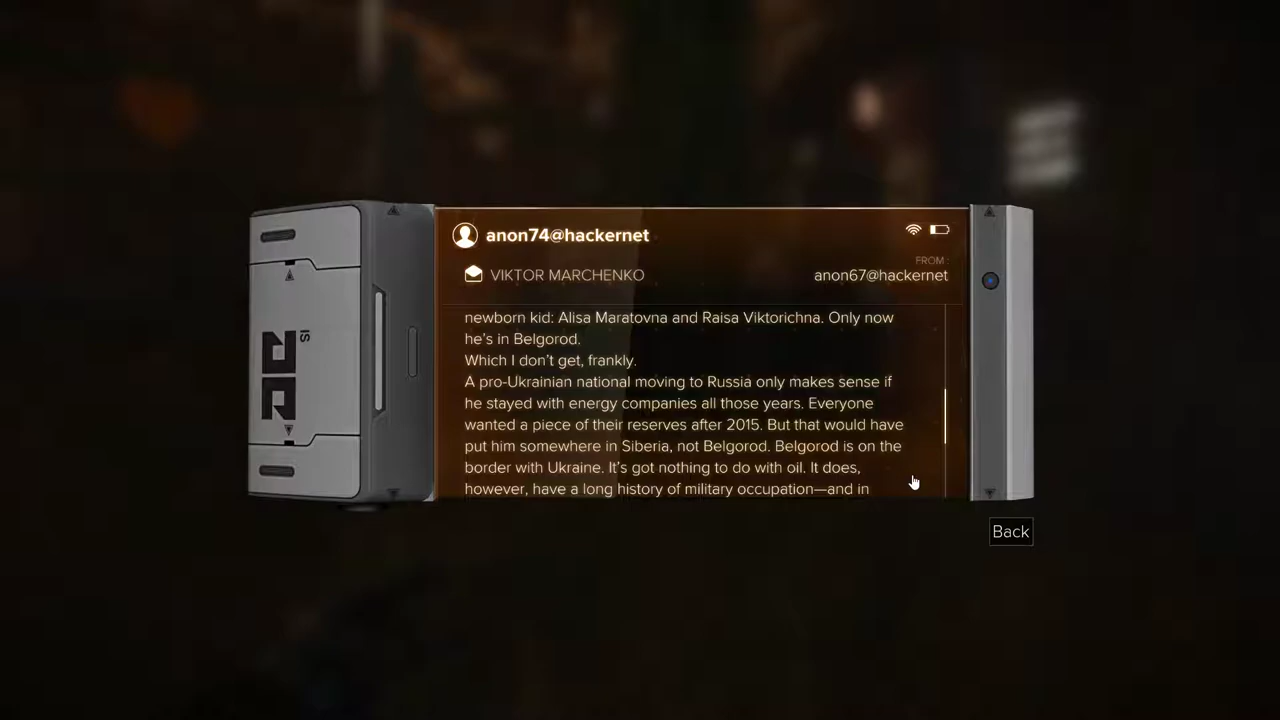 anon74@hackernet
FROM :
VIKTOR MARCHENKO
anon67@hackernet
newborn kid: Alisa Maratovna and Raisa Viktorichna. Only now
he's in Belgorod.
Which I don't get, frankly.
A pro-Ukrainian national moving to Russia only makes sense if
he stayed with energy companies all those years. Everyone
wanted a piece of their reserves after 2015. But that would have
put him somewhere in Siberia, not Belgorod. Belgorod is on the
border with Ukraine. It's got nothing to do with oil. It does,
however, have a long history of military occupation—and in
Back